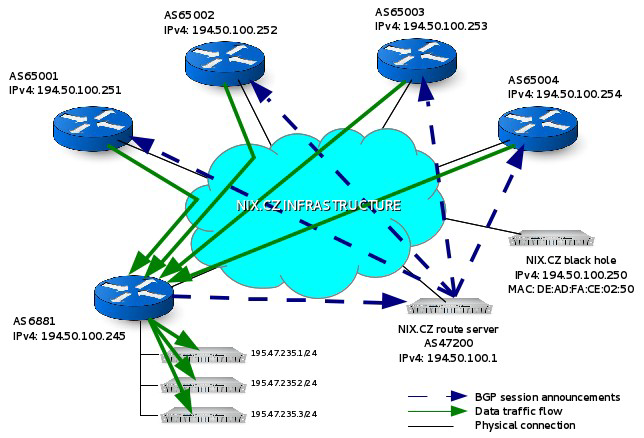 AS65002
IPv4: 194.50.100.252
AS65003
IPv4: 194.50.100.253
AS65001
IPv4: 194.50.100.251
AS65004
IPv4: 194.50.100.254
NIX.CZ INFRASTRUCTURE
NIX.CZ black hole
IPv4: 194.50.100.250
MAC: DE:AD:FA:CE:02:50
AS6881
IPv4: 194.50.100.245
NIX.CZ route server
AS47200
IPv4: 194.50.100.1
195.47.235.1/24
195.47.235.2/24
195.47.235.3/24
BGP session announcements
Data traffic flow
Physical connection